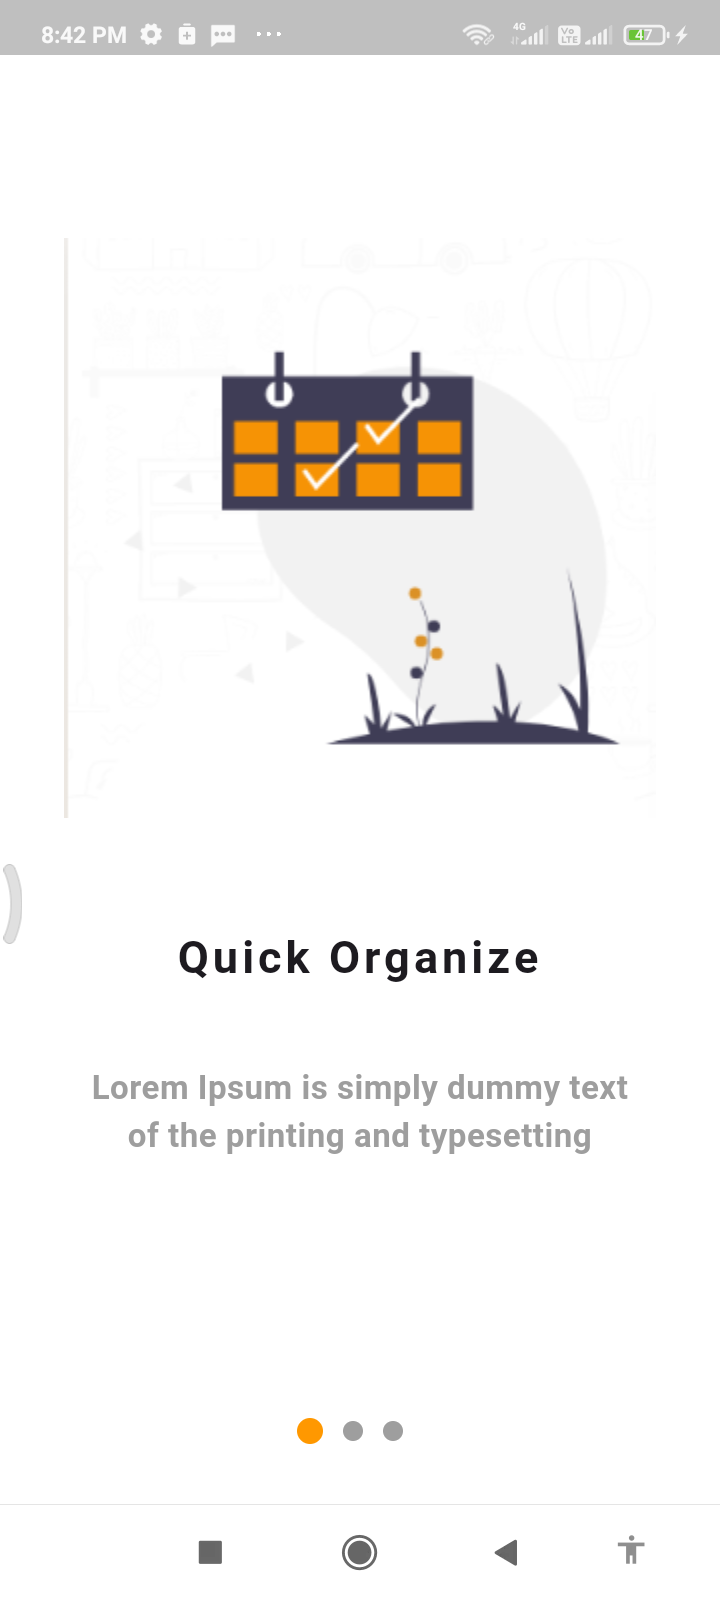 8:42 PM
4G
Vo
LTE
47
Quick Organize
Lorem Ipsum is simply dummy text
of the printing and typesetting